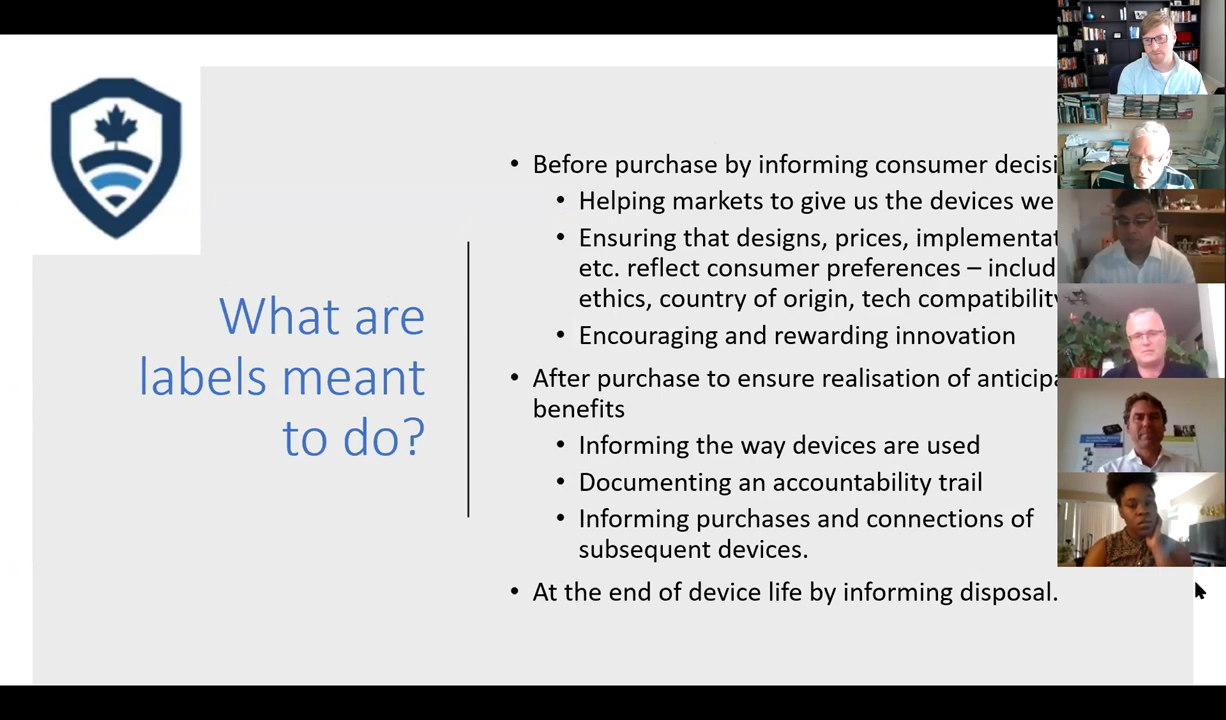 What are
labels meant
to do?
• Before purchase by informing consumer decisi
• Helping markets to give us the devices we
• Ensuring that designs, prices, implementat
etc. reflect consumer preferences – includ
ethics, country of origin, tech compatibility
• Encouraging and rewarding innovation
• After purchase to ensure realisation of anticipa
benefits
• Informing the way devices are used
• Documenting an accountability trail
• Informing purchases and connections of
subsequent devices.
• At the end of device life by informing disposal.